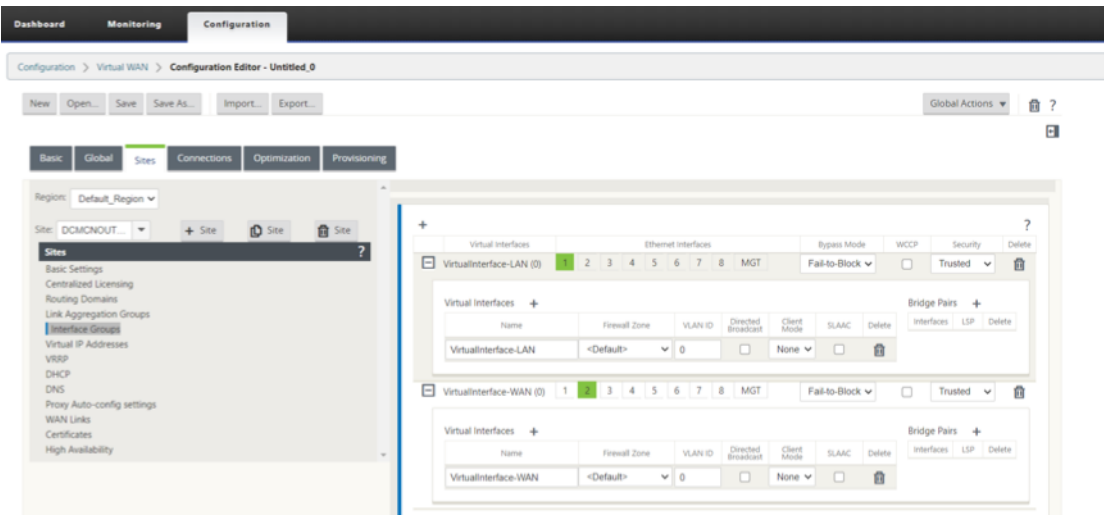 Dashboard Monitoring Configuration
Configuration > Virtual WAN > Configuration Editor - Untitled_0
New Open... Save Save As... Import... Export... Global Actions ?
Basic Global Sites Connections Optimization Provisioning
Region: Default_Region
Site: DCMCNOUT... + Site Site Site
Sites ?
Basic Settings
Centralized Licensing
Routing Domains
Link Aggregation Groups
Interface Groups
Virtual IP Addresses
VRRP
DHCP
DNS
Proxy Auto-config settings
WAN Links
Certificates
High Availability
+ ?
Virtual Interfaces Ethernet Interfaces Bypass Mode WCCP Security Delete
VirtualInterface-LAN (0) 1 2 3 4 5 6 7 8 MGT Fail-to-Block Trusted
Virtual Interfaces + Bridge Pairs +
Name Firewall Zone VLAN ID Directed Broadcast Client Mode SLAAC Delete Interfaces LSP Delete
VirtualInterface-LAN <Default> 0 None
VirtualInterface-WAN (0) 1 2 3 4 5 6 7 8 MGT Fail-to-Block Trusted
Virtual Interfaces + Bridge Pairs +
Name Firewall Zone VLAN ID Directed Broadcast Client Mode SLAAC Delete Interfaces LSP Delete
VirtualInterface-WAN <Default> 0 None